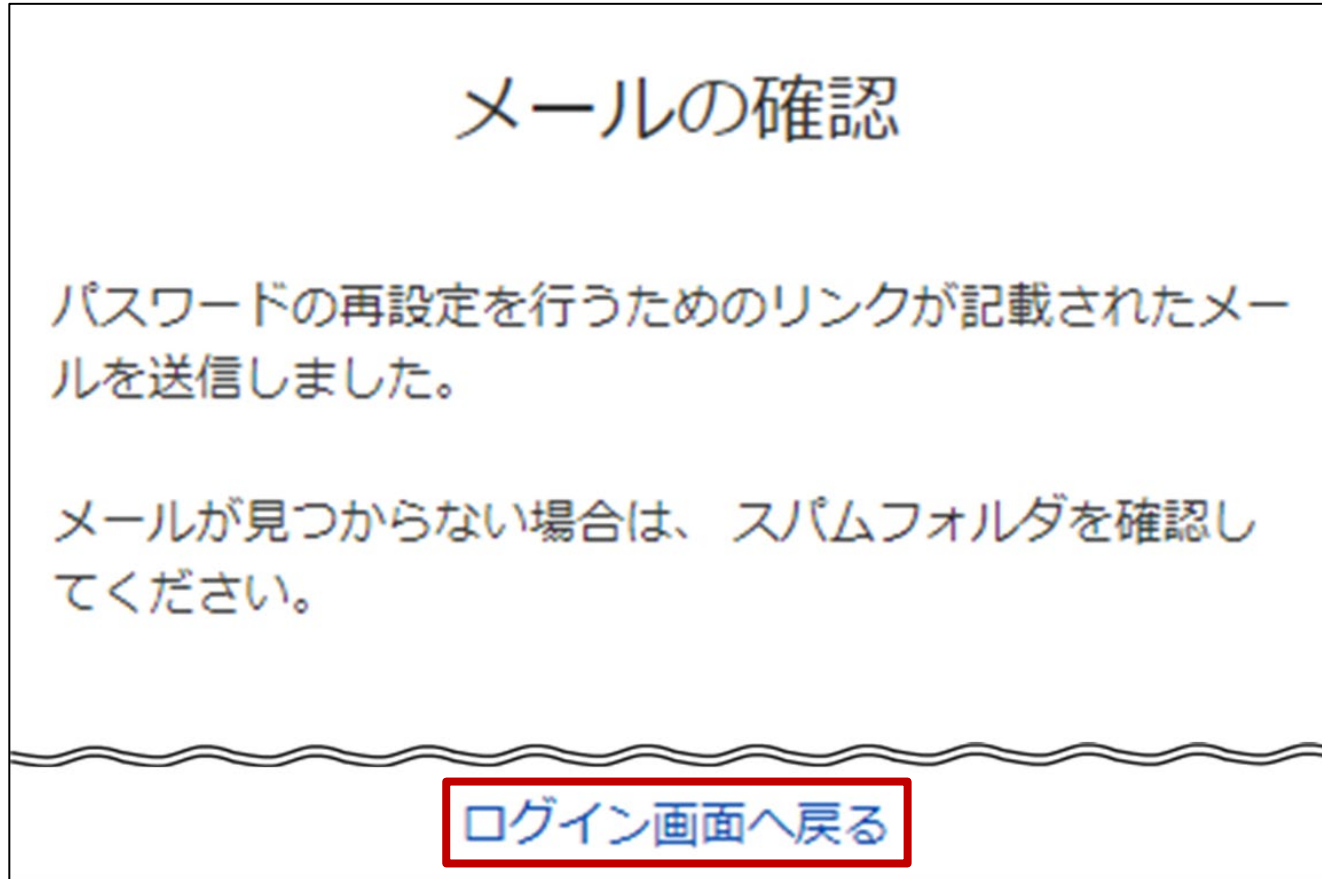 メールの確認
パスワードの再設定を行うためのリンクが記載されたメー
ルを送信しました。
メールが見つからない場合は、 スパムフォルダを確認し
てください。
ログイン画面へ戻る